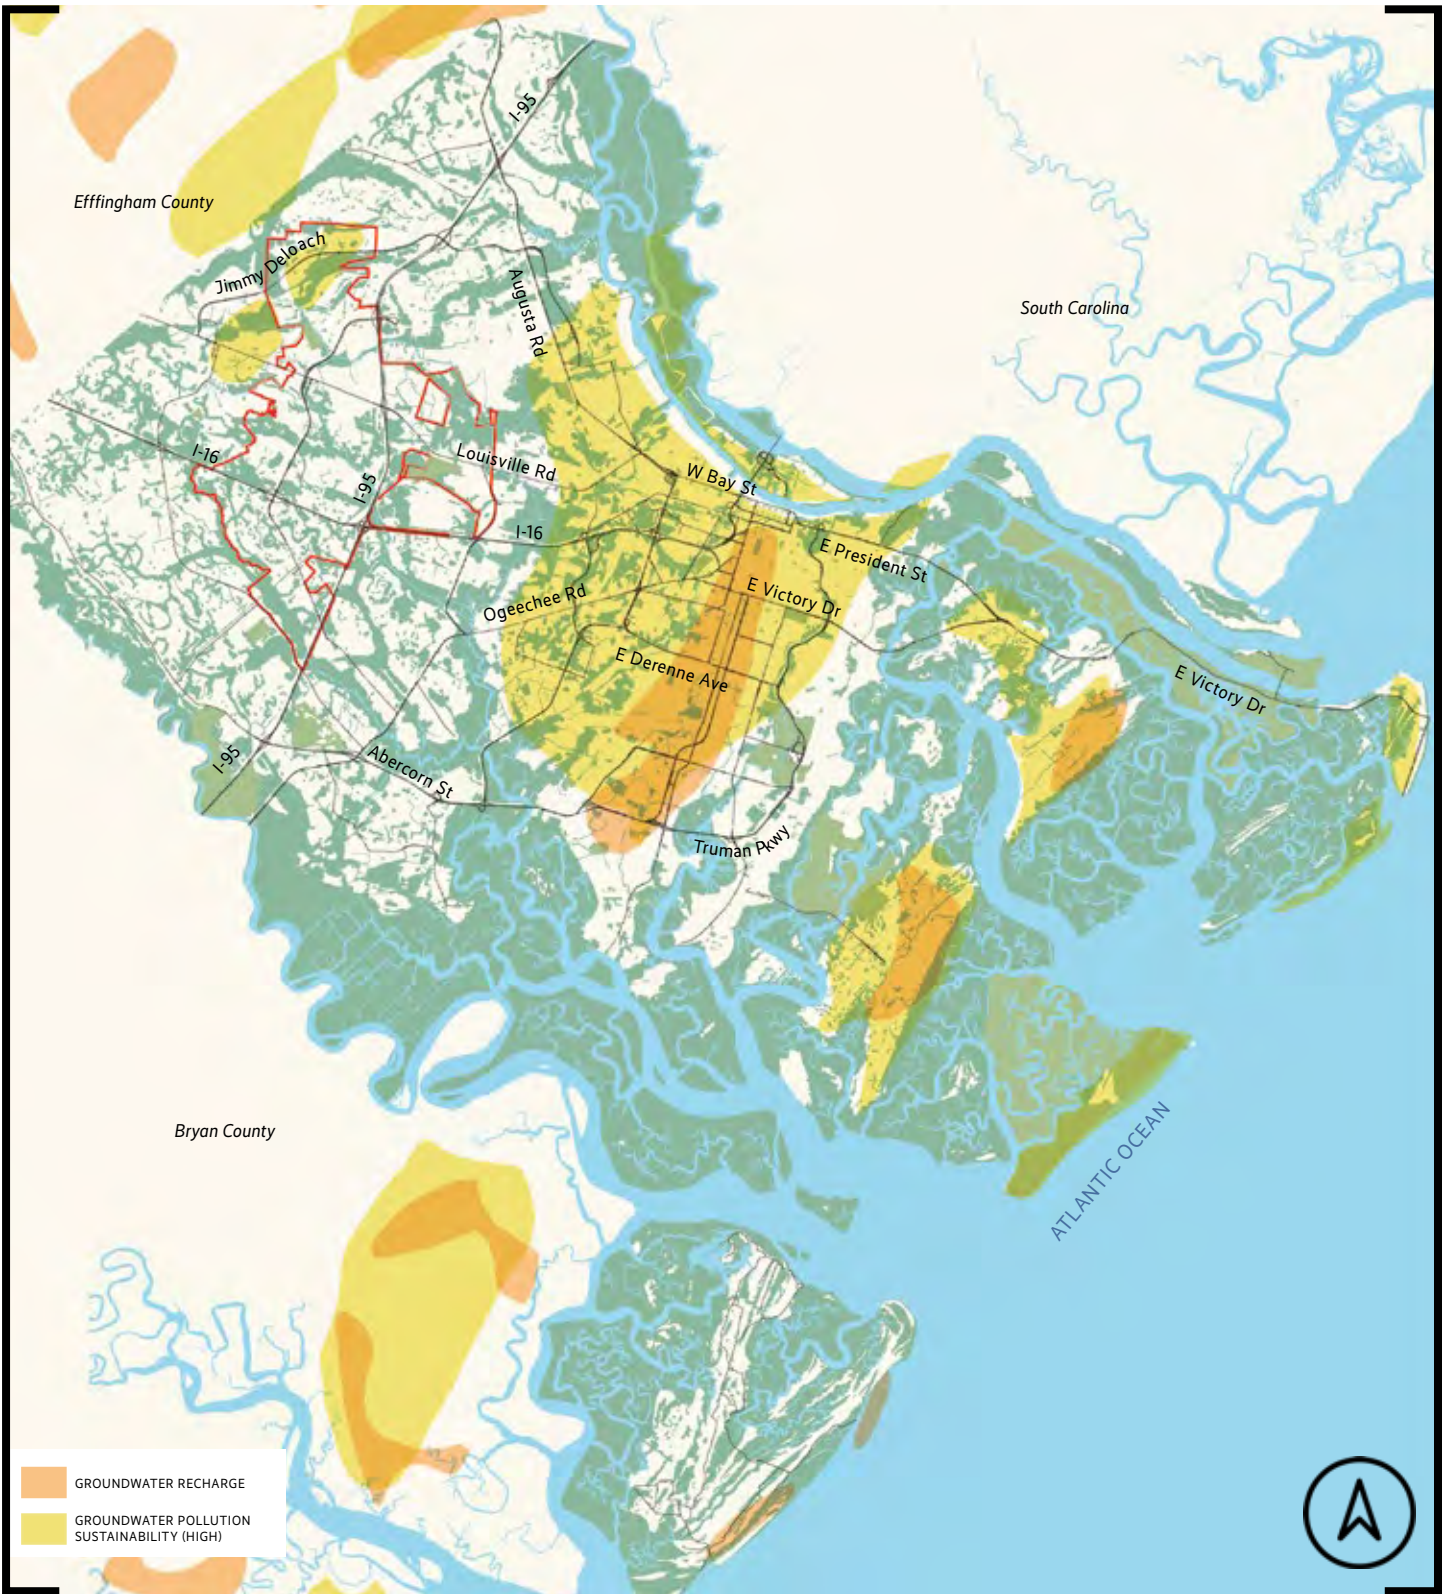 I-95
Efffingham County
Jimmy Deloach
Augusta Rd
South Carolina
I-16
Louisville Rd
I-95
W Bay St
I-16
E President St
E Victory Dr
Ogeechee Rd
E Derenne Ave
E Victory Dr
I-95
Abercorn St
Truman Pkwy
Bryan County
ATLANTIC OCEAN
GROUNDWATER RECHARGE
GROUNDWATER POLLUTION
SUSTAINABILITY (HIGH)